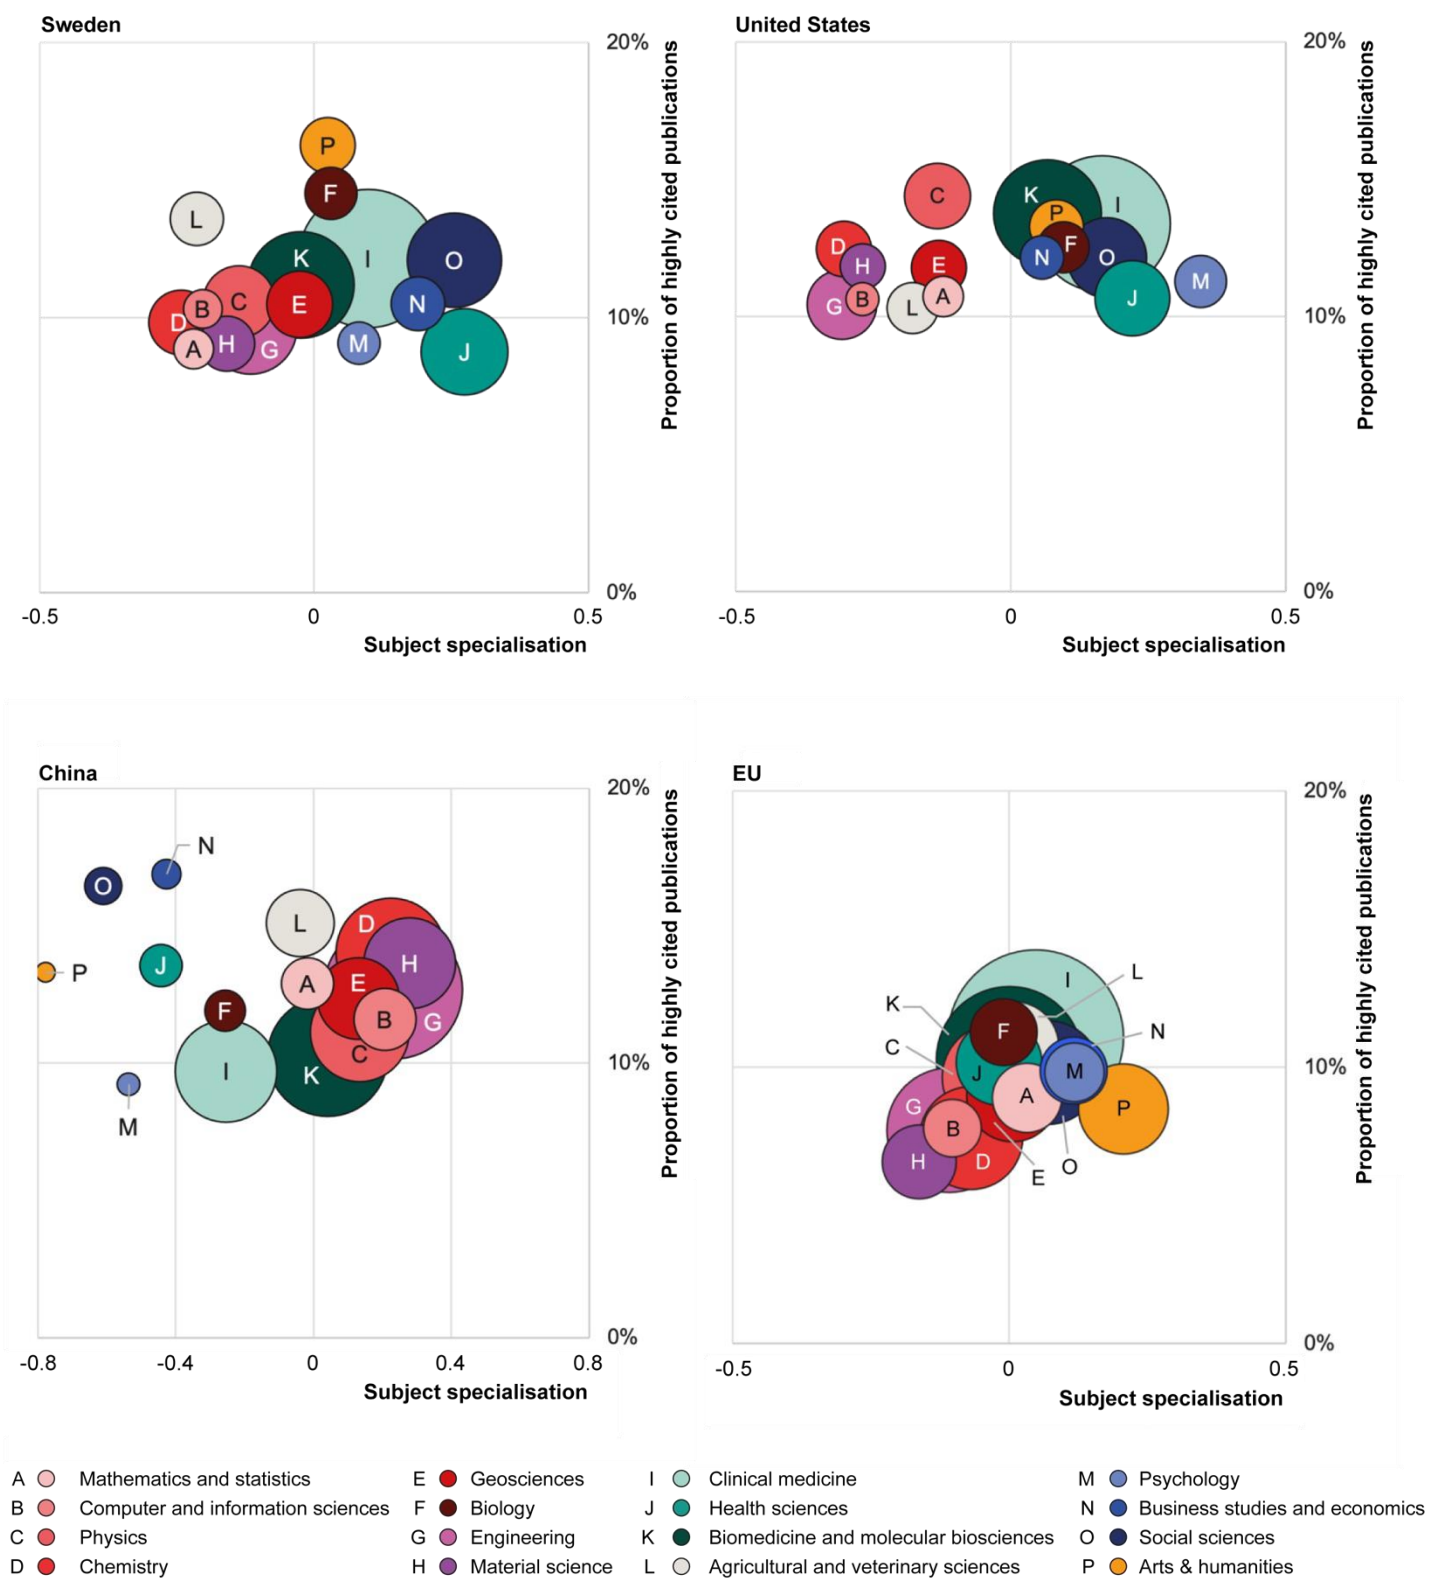 Sweden
20%
P
F
L
K
I
O
B
C
E
N
D
10%
A
H
G
M
J
0%
-0.5
0
0.5
Subject specialisation
Proportion of highly cited publications
United States
20%
C
K
I
P
D
F
H
E
N
O
M
G
B
L
A
J
10%
0%
-0.5
0
0.5
Subject specialisation
Proportion of highly cited publications
China
20%
N
O
L
D
J
P
H
A
E
F
B
G
C
10%
I
K
M
0%
-0.8
-0.4
0
0.4
0.8
Subject specialisation
Proportion of highly cited publications
EU
20%
I
L
K
F
N
C
J
M
10%
A
G
P
B
H
D
E
O
0%
-0.5
0
0.5
Subject specialisation
Proportion of highly cited publications
A Mathematics and statistics
B Computer and information sciences
C Physics
D Chemistry
E Geosciences
F Biology
G Engineering
H Material science
I Clinical medicine
J Health sciences
K Biomedicine and molecular biosciences
L Agricultural and veterinary sciences
M Psychology
N Business studies and economics
O Social sciences
P Arts & humanities